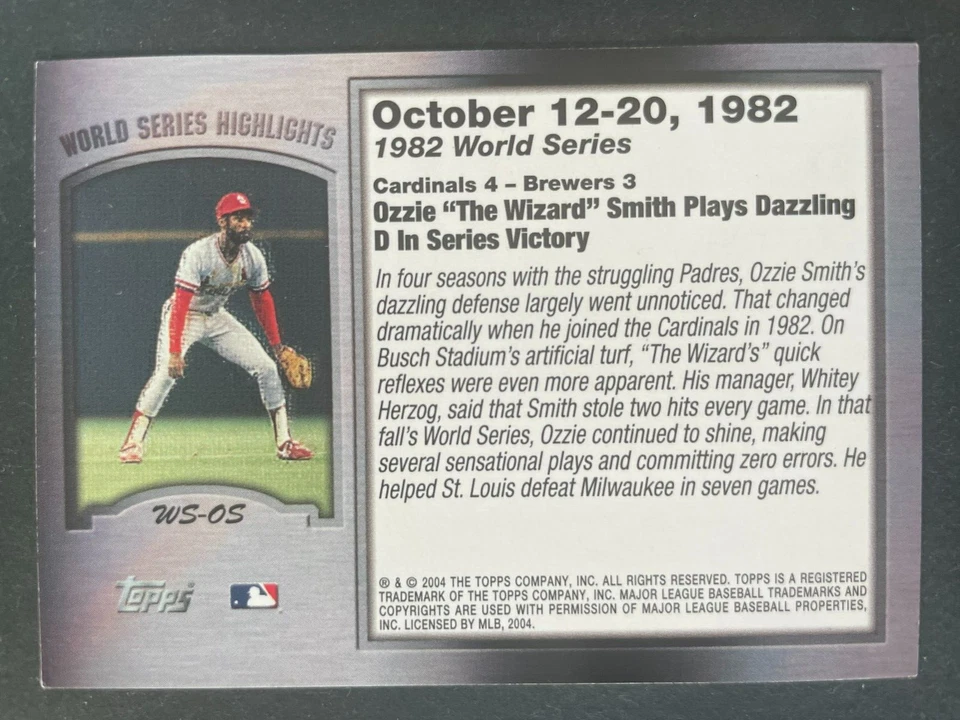 WORLD SERIES HIGHLIGHTS
WS-OS
Topps
October 12-20, 1982
1982 World Series
Cardinals 4 – Brewers 3
Ozzie “The Wizard” Smith Plays Dazzling
D In Series Victory
In four seasons with the struggling Padres, Ozzie Smith’s
dazzling defense largely went unnoticed. That changed
dramatically when he joined the Cardinals in 1982. On
Busch Stadium’s artificial turf, “The Wizard’s” quick
reflexes were even more apparent. His manager, Whitey
Herzog, said that Smith stole two hits every game. In that
fall’s World Series, Ozzie continued to shine, making
several sensational plays and committing zero errors. He
helped St. Louis defeat Milwaukee in seven games.
® & © 2004 THE TOPPS COMPANY, INC. ALL RIGHTS RESERVED. TOPPS IS A REGISTERED
TRADEMARK OF THE TOPPS COMPANY, INC. MAJOR LEAGUE BASEBALL TRADEMARKS AND
COPYRIGHTS ARE USED WITH PERMISSION OF MAJOR LEAGUE BASEBALL PROPERTIES,
INC. LICENSED BY MLB, 2004.